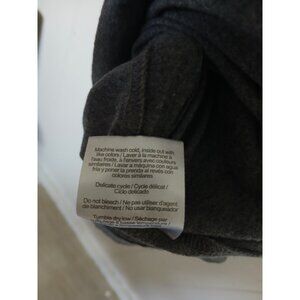 Machine wash cold, inside out with
like colors / Laver à la machine à
l'eau froide, à l'envers avec couleurs
similaires / Lavar a máquina con agua
fría y poner la prenda al revés con
colores similares
Delicate cycle / Cycle délicat /
Ciclo delicado
Do not bleach / Ne pas utiliser d'agent
de blanchiment / No usar blanqueador
Tumble dry low / Séchage par